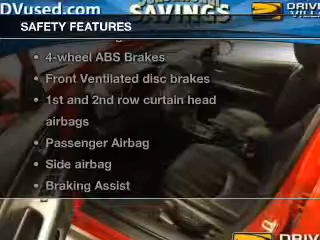 DVused.com
SAVINGS
DRIVE
VILLA
SAFETY FEATURES
• 4-wheel ABS Brakes
• Front Ventilated disc brakes
• 1st and 2nd row curtain head
airbags
• Passenger Airbag
• Side airbag
• Braking Assist
DRIV